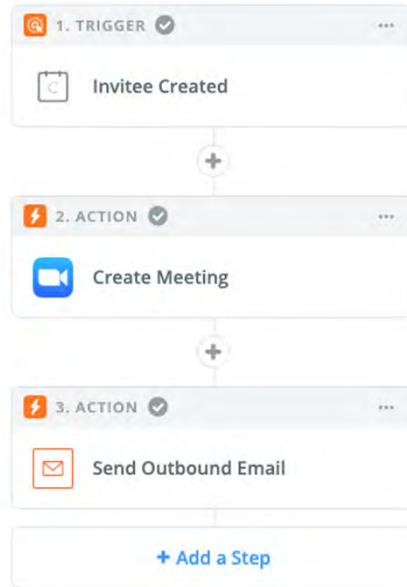 1. TRIGGER
Invitee Created
2. ACTION
Create Meeting
3. ACTION
Send Outbound Email
+ Add a Step